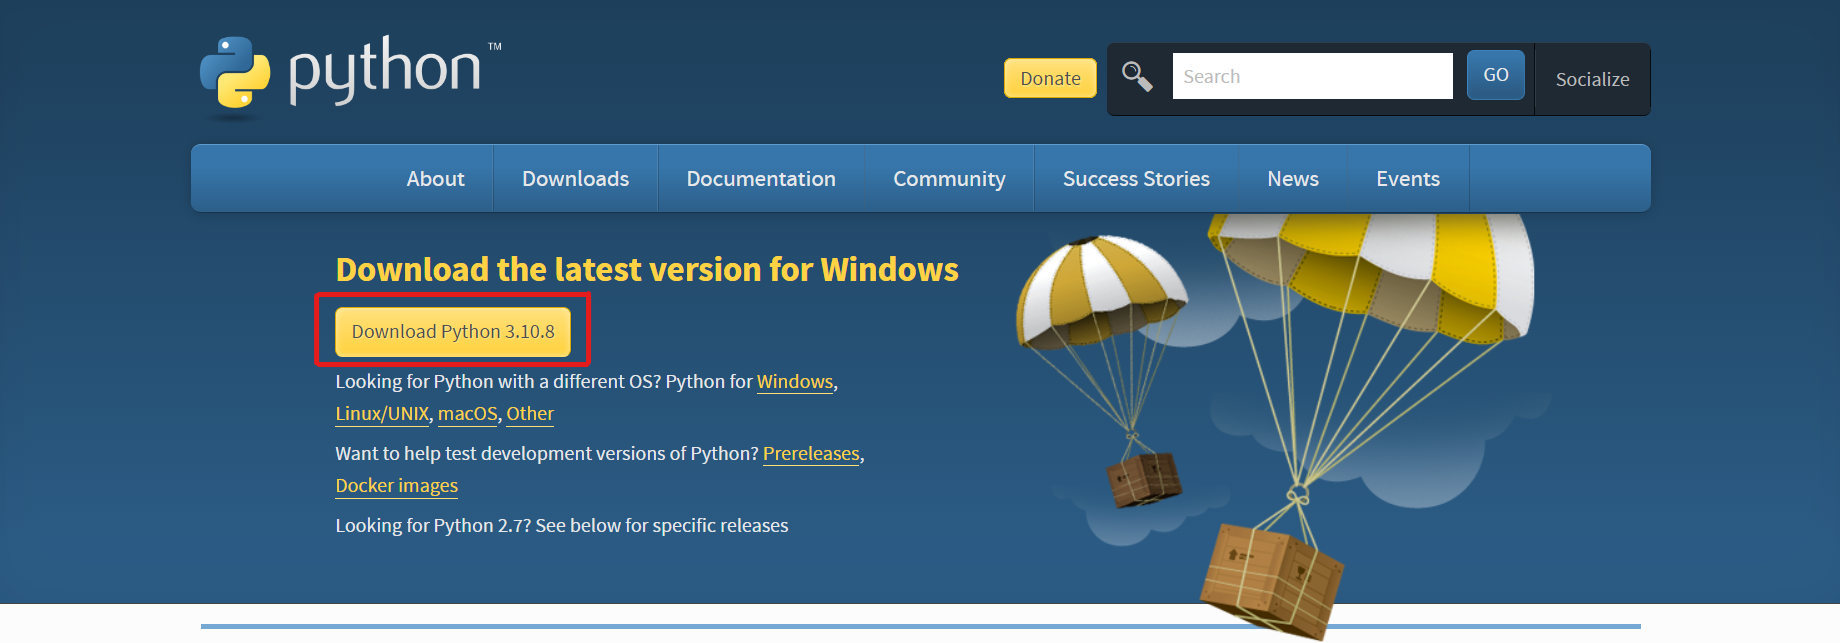 python™
Donate
Search
GO
Socialize
About
Downloads
Documentation
Community
Success Stories
News
Events
Download the latest version for Windows
Download Python 3.10.8
Looking for Python with a different OS? Python for Windows,
Linux/UNIX, macOS, Other
Want to help test development versions of Python? Prereleases,
Docker images
Looking for Python 2.7? See below for specific releases